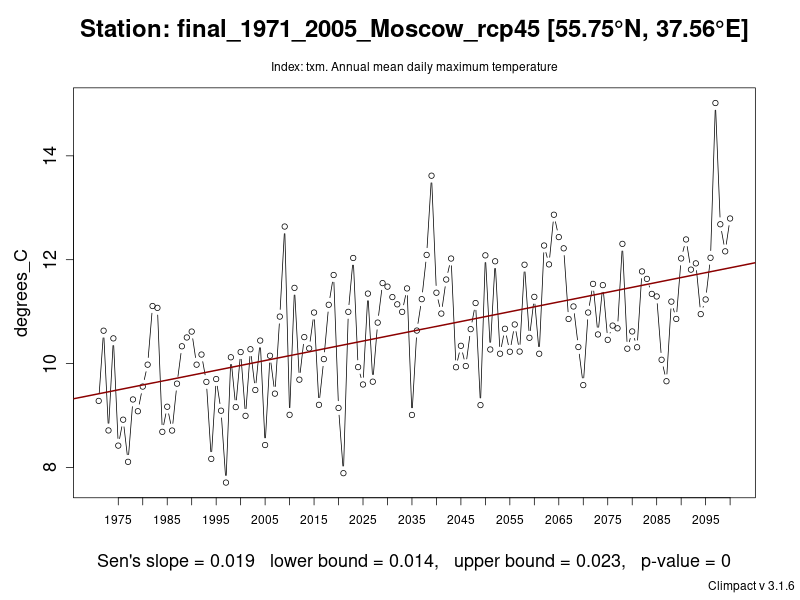 Station: final_1971_2005_Moscow_rcp45 [55.75°N, 37.56°E]
Index: txm. Annual mean daily maximum temperature
degrees_C
14
12
10
8
1975 1985 1995 2005 2015 2025 2035 2045 2055 2065 2075 2085 2095
Sen's slope = 0.019 lower bound = 0.014, upper bound = 0.023, p-value = 0
Climpact v 3.1.6